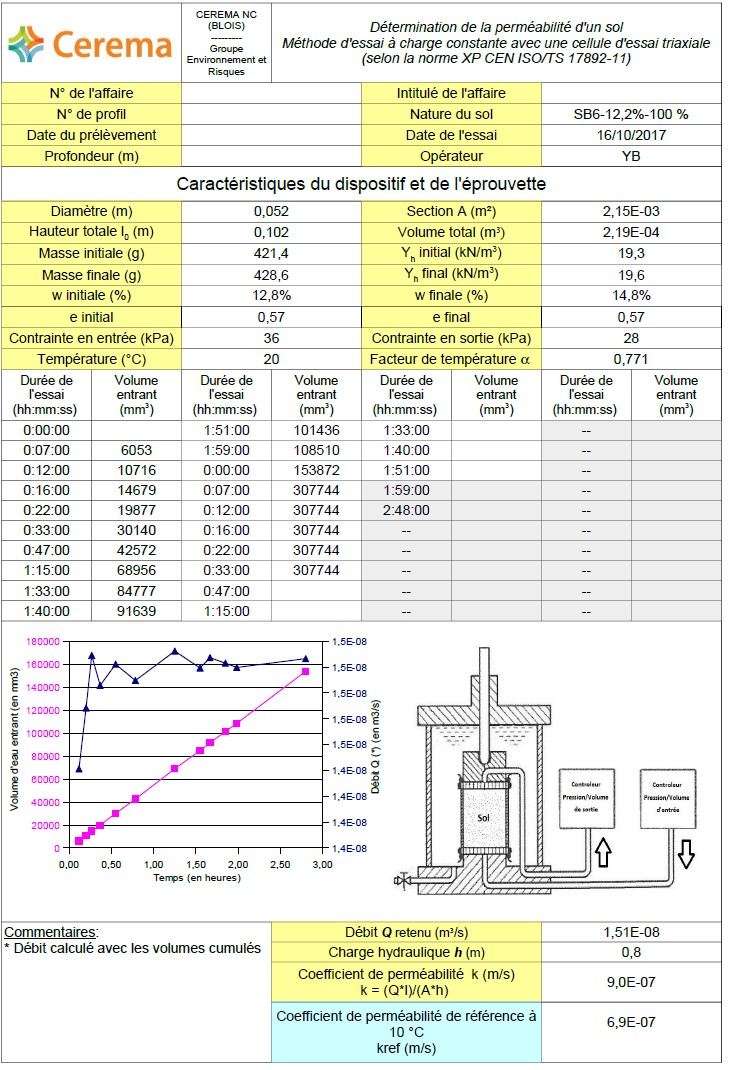 Cerema
CEREMA NC
(BLOIS)
---------
Groupe
Environnement et
Risques
Détermination de la perméabilité d'un sol
Méthode d'essai à charge constante avec une cellule d'essai triaxiale
(selon la norme XP CEN ISO/TS 17892-11)
N° de l'affaire Intitulé de l'affaire
N° de profil Nature du sol SB6-12,2%-100 %
Date du prélèvement Date de l'essai 16/10/2017
Profondeur (m) Opérateur YB
Caractéristiques du dispositif et de l'éprouvette
Diamètre (m) 0,052 Section A (m²) 2,15E-03
Hauteur totale l0 (m) 0,102 Volume total (m³) 2,19E-04
Masse initiale (g) 421,4 Yh initial (kN/m³) 19,3
Masse finale (g) 428,6 Yh final (kN/m³) 19,6
w initiale (%) 12,8% w finale (%) 14,8%
e initial 0,57 e final 0,57
Contrainte en entrée (kPa) 36 Contrainte en sortie (kPa) 28
Température (°C) 20 Facteur de température α 0,771
Durée de Volume Durée de Volume Durée de Volume Durée de Volume
l'essai entrant l'essai entrant l'essai entrant l'essai entrant
(hh:mm:ss) (mm³) (hh:mm:ss) (mm³) (hh:mm:ss) (mm³) (hh:mm:ss) (mm³)
0:00:00 1:51:00 101436 1:33:00 --
0:07:00 6053 1:59:00 108510 1:40:00 --
0:12:00 10716 0:00:00 153872 1:51:00 --
0:16:00 14679 0:07:00 307744 1:59:00 --
0:22:00 19877 0:12:00 307744 2:48:00 --
0:33:00 30140 0:16:00 307744 -- --
0:47:00 42572 0:22:00 307744 -- --
1:15:00 68956 0:33:00 307744 -- --
1:33:00 84777 0:47:00 -- --
1:40:00 91639 1:15:00 -- --
Volume d'eau entrant (en mm3)
180000
160000
140000
120000
100000
80000
60000
40000
20000
0
0,00 0,50 1,00 1,50 2,00 2,50 3,00
Temps (en heures)
1,5E-08
1,5E-08
1,5E-08
1,5E-08
1,5E-08
1,4E-08
1,4E-08
1,4E-08
1,4E-08
Débit Q (*) (en m3/s)
Sol
Controleur
Pression/Volume
de sortie
Controleur
Pression/Volume
d'entrée
Commentaires:
* Débit calculé avec les volumes cumulés
Débit Q retenu (m³/s) 1,51E-08
Charge hydraulique h (m) 0,8
Coefficient de perméabilité k (m/s)
k = (Q*l)/(A*h)
9,0E-07
Coefficient de perméabilité de référence à
10 °C
kref (m/s)
6,9E-07